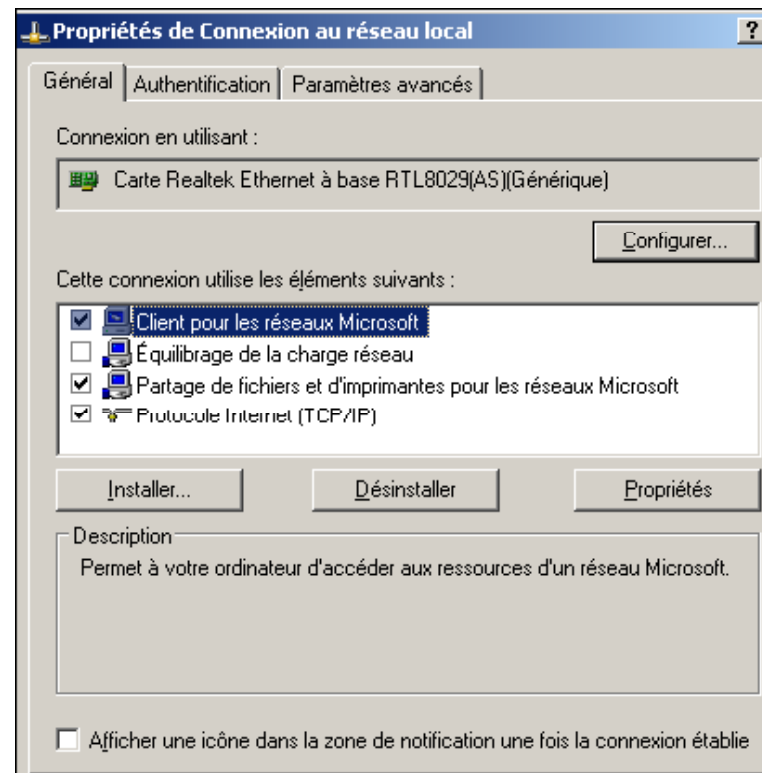 Propriétés de Connexion au réseau local ?
Général Authentification Paramètres avancés
Connexion en utilisant :
Carte Realtek Ethernet à base RTL8029(AS)(Générique)
Configurer...
Cette connexion utilise les éléments suivants :
Client pour les réseaux Microsoft
Équilibrage de la charge réseau
Partage de fichiers et d'imprimantes pour les réseaux Microsoft
Protocole Internet (TCP/IP)
Installer... Désinstaller Propriétés
Description
Permet à votre ordinateur d'accéder aux ressources d'un réseau Microsoft.
Afficher une icône dans la zone de notification une fois la connexion établie